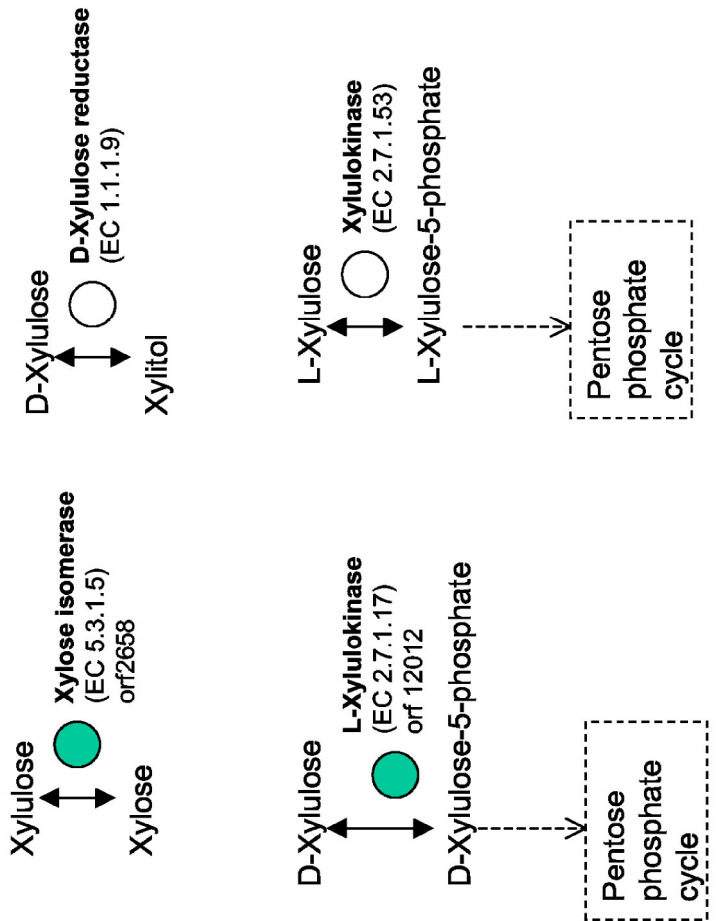 Xylulose
Xylose isomerase
(EC 5.3.1.5)
orf2658
Xylose
D-Xylulose
D-Xylulose reductase
(EC 1.1.1.9)
Xylitol
D-Xylulose
L-Xylulokinase
(EC 2.7.1.17)
orf 12012
D-Xylulose-5-phosphate
Pentose
phosphate
cycle
L-Xylulose
Xylulokinase
(EC 2.7.1.53)
L-Xylulose-5-phosphate
Pentose
phosphate
cycle